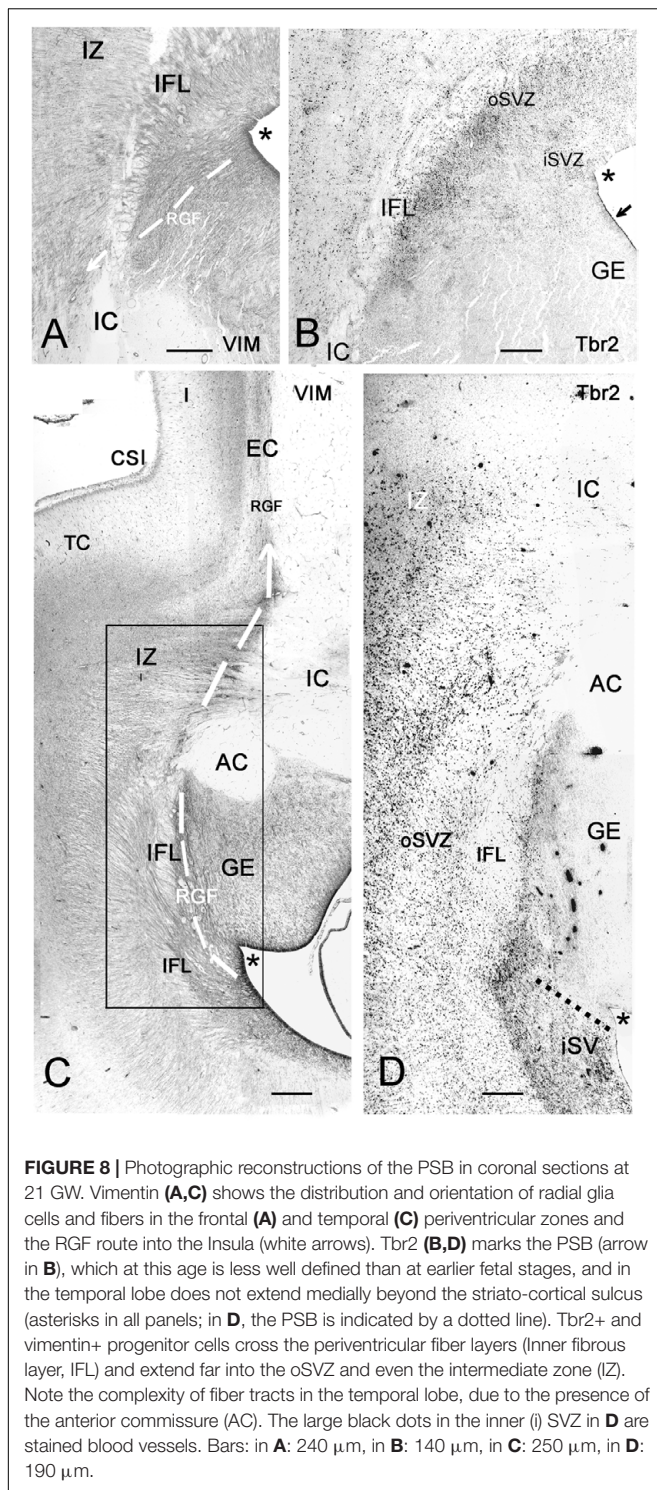 IZ
IFL
*
RGF
IC
A
VIM
oSVZ
iSVZ
*
IFL
GE
B
IC
Tbr2
I
VIM
CSI
EC
RGF
TC
IZ
IC
AC
IFL
GE
RGF
IFL
*
C
Tbr2
IZ
IC
AC
GE
oSVZ
IFL
*
iSV
D
FIGURE 8 | Photographic reconstructions of the PSB in coronal sections at
21 GW. Vimentin (A,C) shows the distribution and orientation of radial glia
cells and fibers in the frontal (A) and temporal (C) periventricular zones and
the RGF route into the Insula (white arrows). Tbr2 (B,D) marks the PSB (arrow
in B), which at this age is less well defined than at earlier fetal stages, and in
the temporal lobe does not extend medially beyond the striato-cortical sulcus
(asterisks in all panels; in D, the PSB is indicated by a dotted line). Tbr2+ and
vimentin+ progenitor cells cross the periventricular fiber layers (Inner fibrous
layer, IFL) and extend far into the oSVZ and even the intermediate zone (IZ).
Note the complexity of fiber tracts in the temporal lobe, due to the presence of
the anterior commissure (AC). The large black dots in the inner (i) SVZ in D are
stained blood vessels. Bars: in A: 240 μm, in B: 140 μm, in C: 250 μm, in D:
190 μm.